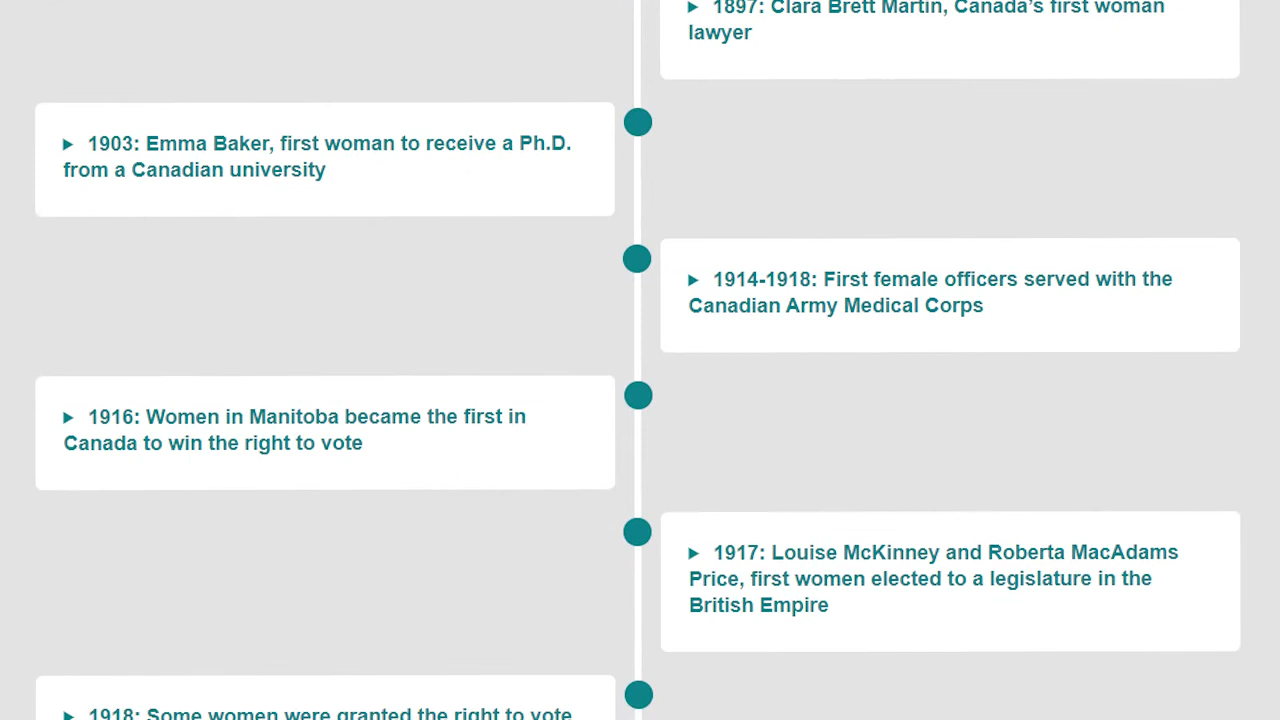 1897: Clara Brett Martin, Canada's first woman
lawyer
1903: Emma Baker, first woman to receive a Ph.D.
from a Canadian university
1914-1918: First female officers served with the
Canadian Army Medical Corps
1916: Women in Manitoba became the first in
Canada to win the right to vote
1917: Louise McKinney and Roberta MacAdams
Price, first women elected to a legislature in the
British Empire
1918: Some women were granted the right to vote